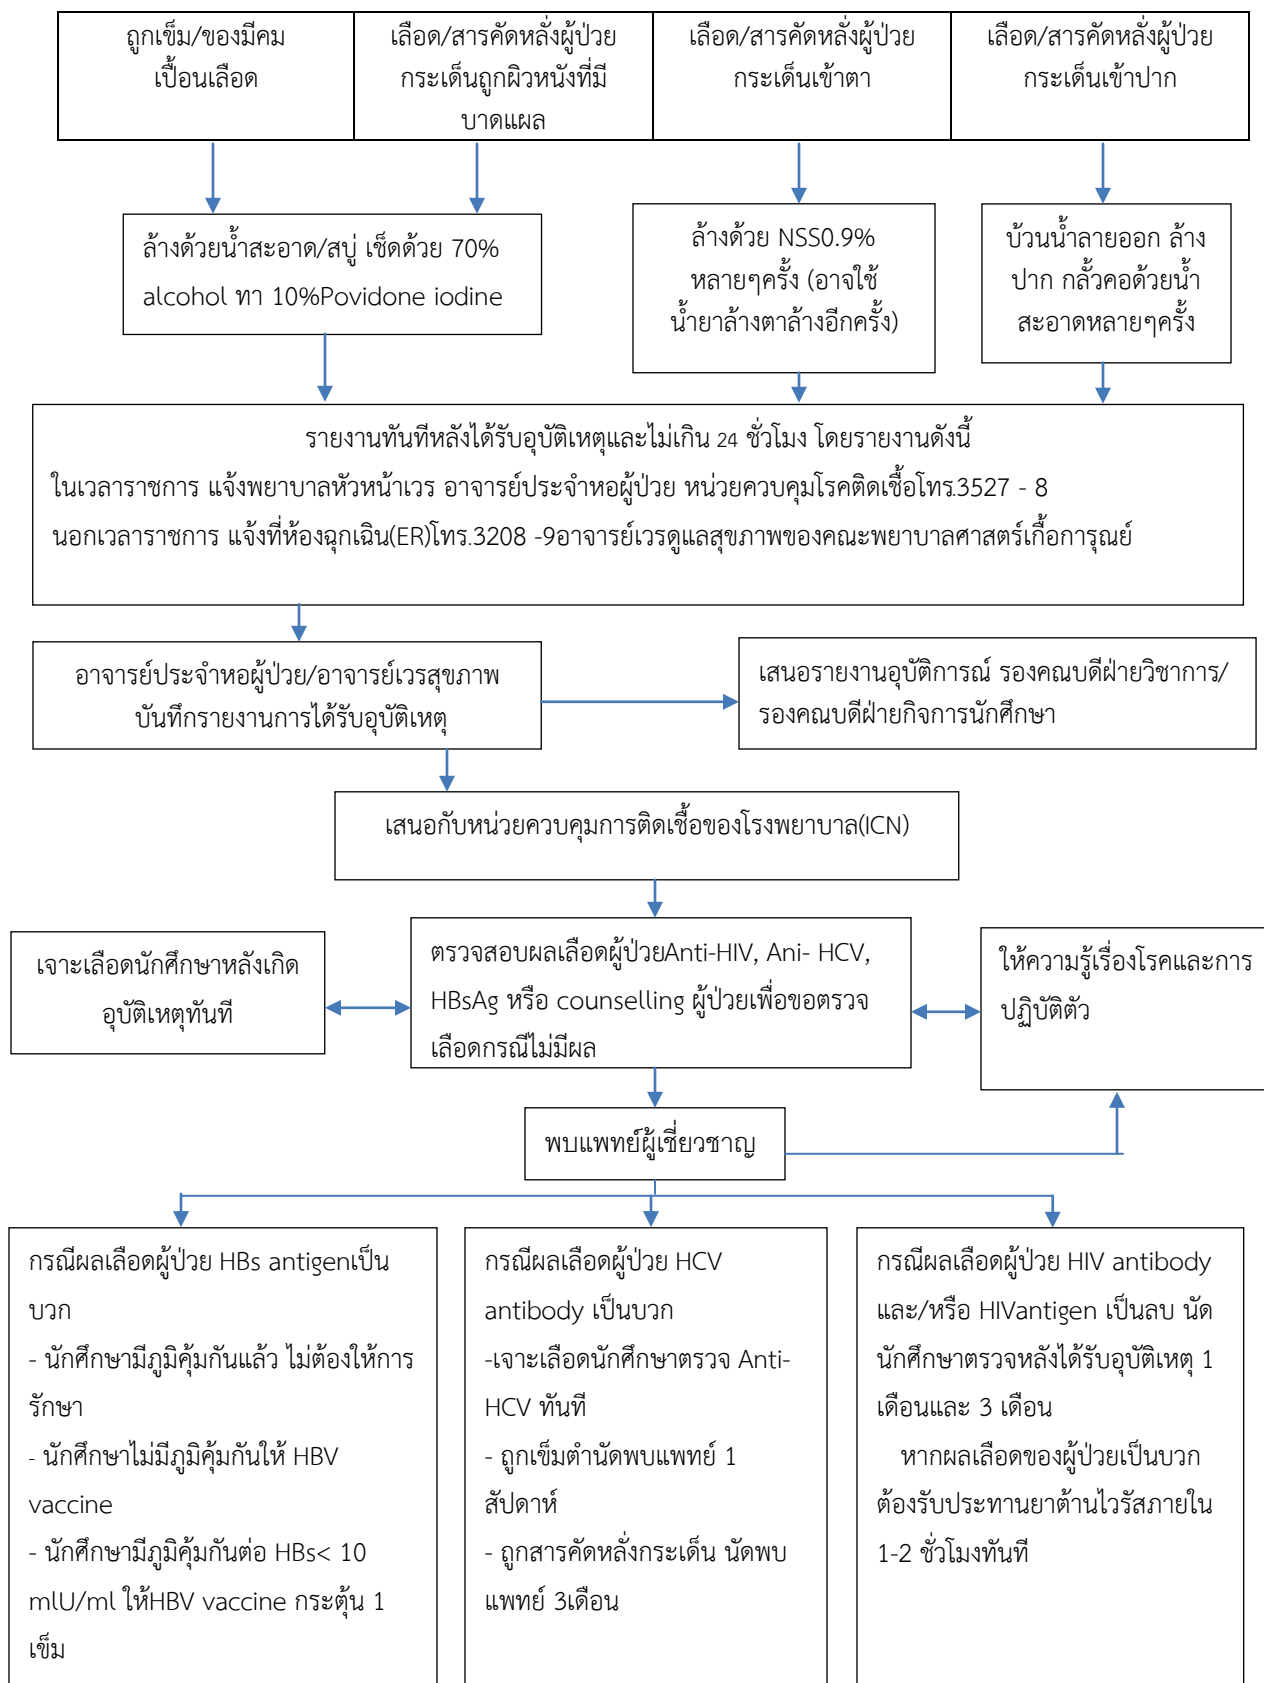 ถูกเข็ม/ของมีคม
เปื้อนเลือด
เลือด/สารคัดหลั่งผู้ป่วย
กระเด็นถูกผิวหนังที่มี
บาดแผล
เลือด/สารคัดหลั่งผู้ป่วย
กระเด็นเข้าตา
เลือด/สารคัดหลั่งผู้ป่วย
กระเด็นเข้าปาก
ล้างด้วยน้ำสะอาด/สบู่ เช็ดด้วย 70%
alcohol ทา 10%Povidone iodine
ล้างด้วย NSS0.9%
หลายๆครั้ง (อาจใช้
น้ำยาล้างตาล้างอีกครั้ง)
บ้วนน้ำลายออก ล้าง
ปาก กลั้วคอด้วยน้ำ
สะอาดหลายๆครั้ง
รายงานทันทีหลังได้รับอุบัติเหตุและไม่เกิน 24 ชั่วโมง โดยรายงานดังนี้
ในเวลาราชการ แจ้งพยาบาลหัวหน้าเวร อาจารย์ประจำหอผู้ป่วย หน่วยควบคุมโรคติดเชื้อโทร.3527 - 8
นอกเวลาราชการ แจ้งที่ห้องฉุกเฉิน(ER)โทร.3208 -9อาจารย์เวรดูแลสุขภาพของคณะพยาบาลศาสตร์เกื้อการุณย์
อาจารย์ประจำหอผู้ป่วย/อาจารย์เวรสุขภาพ
บันทึกรายงานการได้รับอุบัติเหตุ
เสนอรายงานอุบัติการณ์ รองคณบดีฝ่ายวิชาการ/
รองคณบดีฝ่ายกิจการนักศึกษา
เสนอกับหน่วยควบคุมการติดเชื้อของโรงพยาบาล(ICN)
เจาะเลือดนักศึกษาหลังเกิด
อุบัติเหตุทันที
ตรวจสอบผลเลือดผู้ป่วยAnti-HIV, Ani- HCV,
HBsAg หรือ counselling ผู้ป่วยเพื่อขอตรวจ
เลือดกรณีไม่มีผล
ให้ความรู้เรื่องโรคและการ
ปฏิบัติตัว
พบแพทย์ผู้เชี่ยวชาญ
กรณีผลเลือดผู้ป่วย HBs antigenเป็น
บวก
- นักศึกษามีภูมิคุ้มกันแล้ว ไม่ต้องให้การ
รักษา
- นักศึกษาไม่มีภูมิคุ้มกันให้ HBV
vaccine
- นักศึกษามีภูมิคุ้มกันต่อ HBs< 10
mlU/ml ให้HBV vaccine กระตุ้น 1
เข็ม
กรณีผลเลือดผู้ป่วย HCV
antibody เป็นบวก
-เจาะเลือดนักศึกษาตรวจ Anti-
HCV ทันที
- ถูกเข็มตำนัดพบแพทย์ 1
สัปดาห์
- ถูกสารคัดหลั่งกระเด็น นัดพบ
แพทย์ 3เดือน
กรณีผลเลือดผู้ป่วย HIV antibody
และ/หรือ HIVantigen เป็นลบ นัด
นักศึกษาตรวจหลังได้รับอุบัติเหตุ 1
เดือนและ 3 เดือน
หากผลเลือดของผู้ป่วยเป็นบวก
ต้องรับประทานยาต้านไวรัสภายใน
1-2 ชั่วโมงทันที